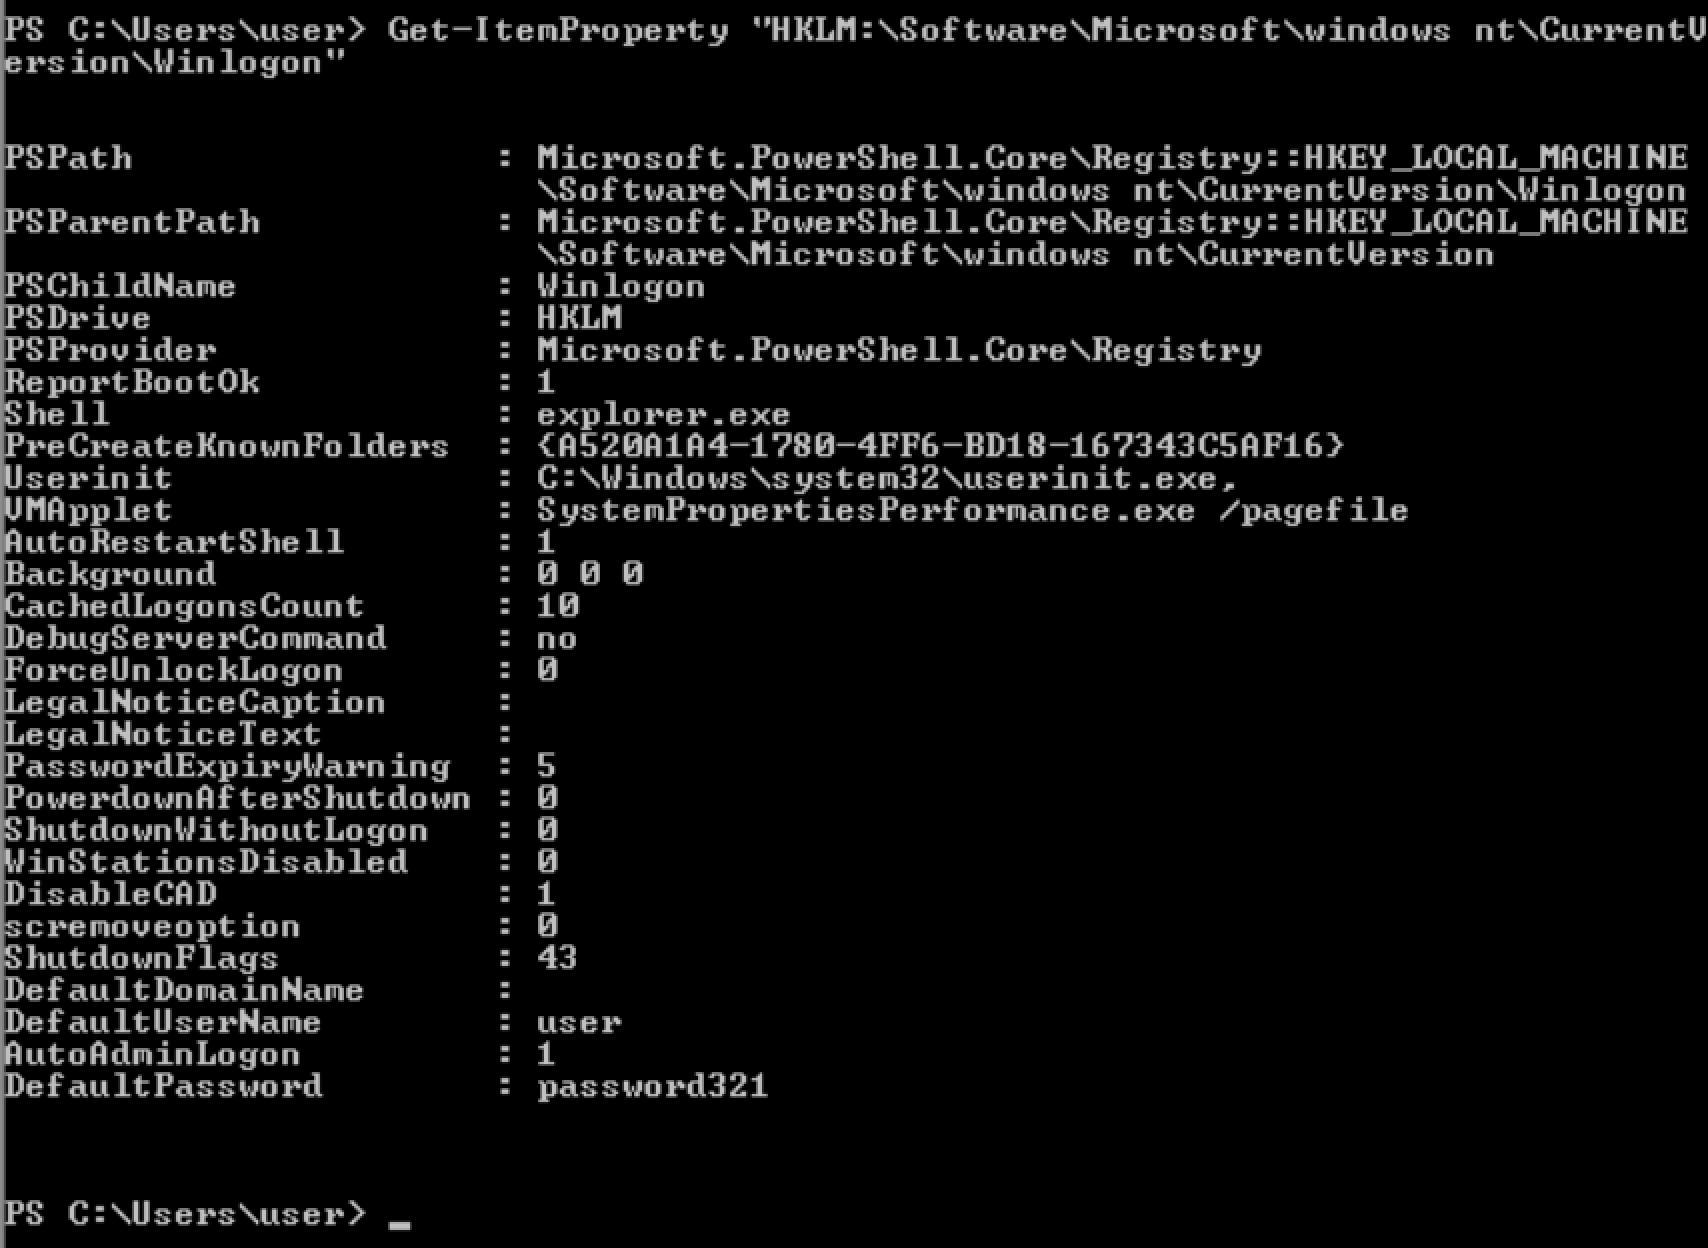 PS C:\Users\user> Get-ItemProperty "HKLM:\Software\Microsoft\windows nt\CurrentV
ersion\Winlogon"
PSPath : Microsoft.PowerShell.Core\Registry::HKEY_LOCAL_MACHINE
\Software\Microsoft\windows nt\CurrentVersion\Winlogon
PSParentPath : Microsoft.PowerShell.Core\Registry::HKEY_LOCAL_MACHINE
\Software\Microsoft\windows nt\CurrentVersion
PSChildName : Winlogon
PSDrive : HKLM
PSProvider : Microsoft.PowerShell.Core\Registry
ReportBootOk : 1
Shell : explorer.exe
PreCreateKnownFolders : {A520A1A4-1780-4FF6-BD18-167343C5AF16}
Userinit : C:\Windows\system32\userinit.exe,
VMApplet : SystemPropertiesPerformance.exe /pagefile
AutoRestartShell : 1
Background : 0 0 0
CachedLogonsCount : 10
DebugServerCommand : no
ForceUnlockLogon : 0
LegalNoticeCaption :
LegalNoticeText :
PasswordExpiryWarning : 5
PowerdownAfterShutdown : 0
ShutdownWithoutLogon : 0
WinStationsDisabled : 0
DisableCAD : 1
scremoveoption : 0
ShutdownFlags : 43
DefaultDomainName :
DefaultUserName : user
AutoAdminLogon : 1
DefaultPassword : password321
PS C:\Users\user> _